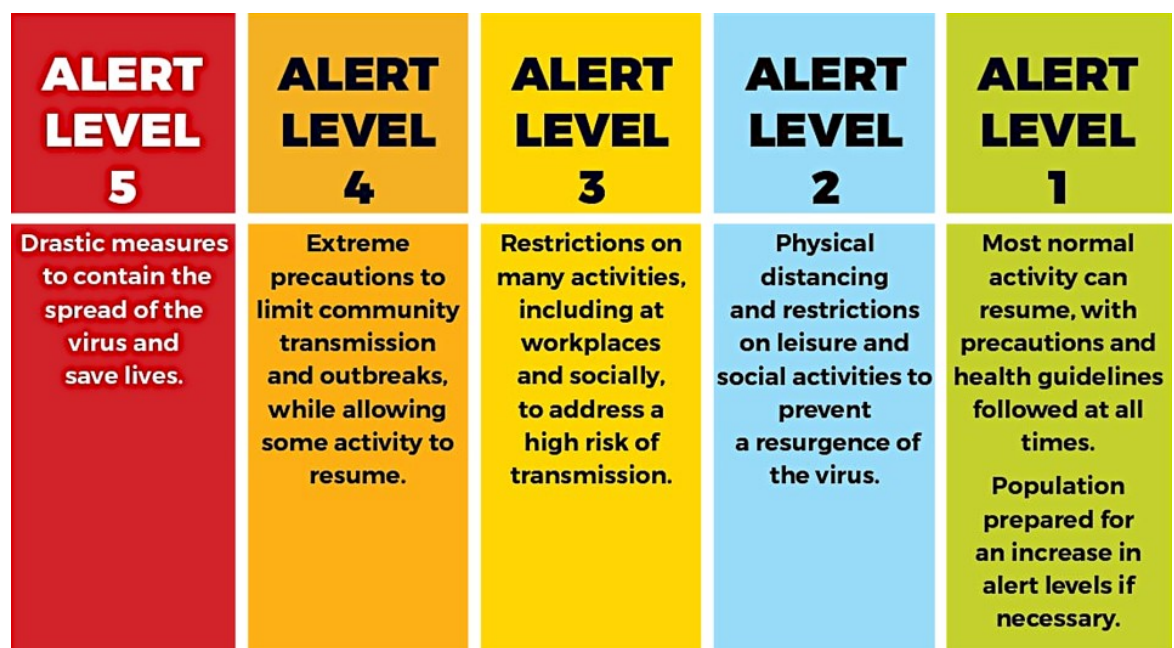 ALERT
LEVEL
5
Drastic measures
to contain the
spread of the
virus and
save lives.
ALERT
LEVEL
4
Extreme
precautions to
limit community
transmission
and outbreaks,
while allowing
some activity to
resume.
ALERT
LEVEL
3
Restrictions on
many activities,
including at
workplaces
and socially,
to address a
high risk of
transmission.
ALERT
LEVEL
2
Physical
distancing
and restrictions
on leisure and
social activities to
prevent
a resurgence of
the virus.
ALERT
LEVEL
1
Most normal
activity can
resume, with
precautions and
health guidelines
followed at all
times.
Population
prepared for
an increase in
alert levels if
necessary.